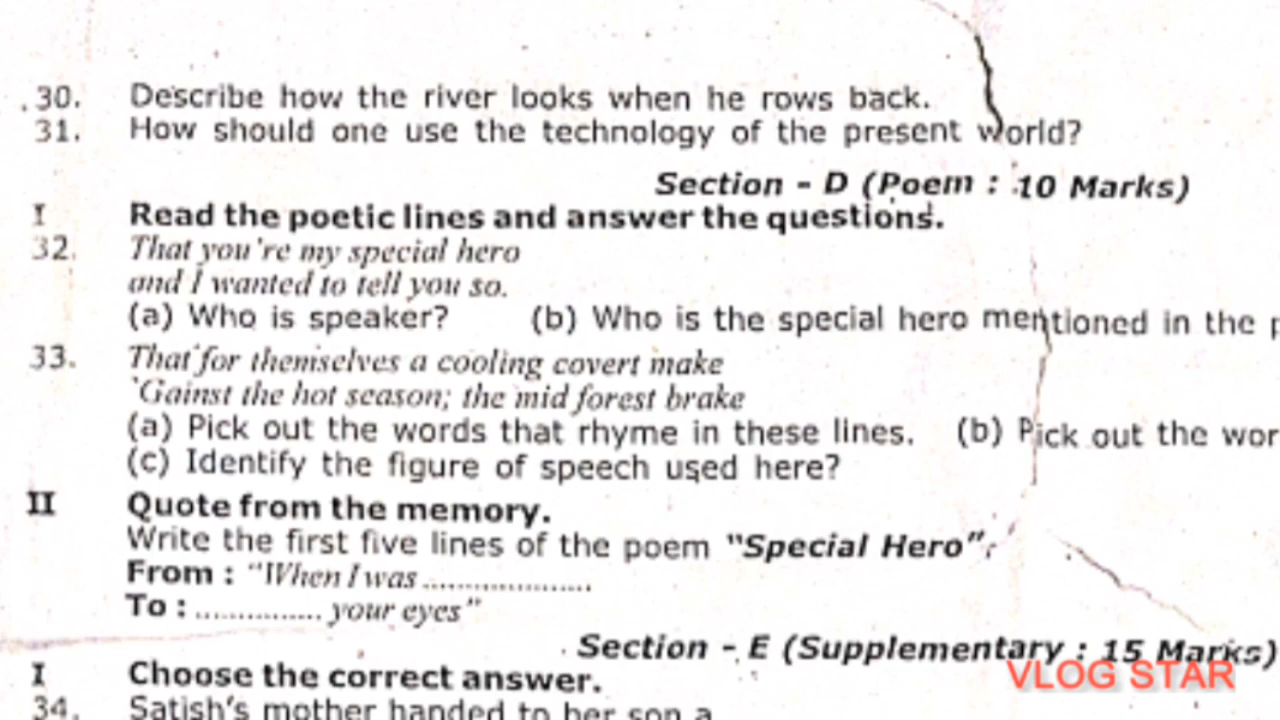 30. Describe how the river looks when he rows back.
31. How should one use the technology of the present world?
Section - D (Poem : 10 Marks)
I Read the poetic lines and answer the questions.
32. That you're my special hero
and I wanted to tell you so.
(a) Who is speaker? (b) Who is the special hero mentioned in the
33. That for themselves a cooling covert make
'Gainst the hot season; the mid forest brake
(a) Pick out the words that rhyme in these lines. (b) Pick out the
(c) Identify the figure of speech used here?
II Quote from the memory.
Write the first five lines of the poem "Special Hero".
From : "When I was ...................
To : ............... your eyes"
Section - E (Supplementary : 15 Marks)
VLOG STAR
I Choose the correct answer.
34. Satish's mother handed to her son a